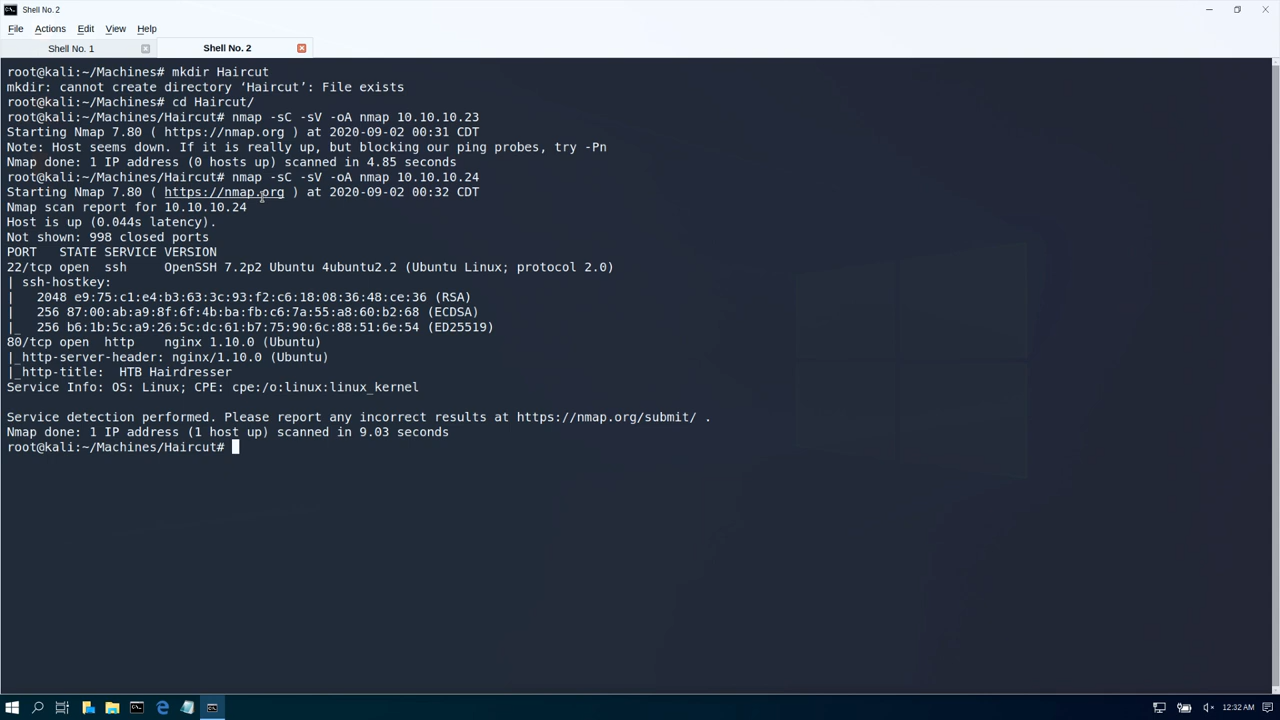 Shell No. 2
File Actions Edit View Help
Shell No. 1
Shell No. 2
root@kali:~/Machines# mkdir Haircut
mkdir: cannot create directory ‘Haircut’: File exists
root@kali:~/Machines# cd Haircut/
root@kali:~/Machines/Haircut# nmap -sC -sV -oA nmap 10.10.10.23
Starting Nmap 7.80 ( https://nmap.org ) at 2020-09-02 00:31 CDT
Note: Host seems down. If it is really up, but blocking our ping probes, try -Pn
Nmap done: 1 IP address (0 hosts up) scanned in 4.85 seconds
root@kali:~/Machines/Haircut# nmap -sC -sV -oA nmap 10.10.10.24
Starting Nmap 7.80 ( https://nmap.org ) at 2020-09-02 00:32 CDT
Nmap scan report for 10.10.10.24
Host is up (0.044s latency).
Not shown: 998 closed ports
PORT   STATE SERVICE VERSION
22/tcp open  ssh     OpenSSH 7.2p2 Ubuntu 4ubuntu2.2 (Ubuntu Linux; protocol 2.0)
| ssh-hostkey:
|   2048 e9:75:c1:e4:b3:63:3c:93:f2:c6:18:08:36:48:ce:36 (RSA)
|   256 87:00:ab:a9:8f:6f:4b:ba:fb:c6:7a:55:a8:60:b2:68 (ECDSA)
|_  256 b6:1b:5c:a9:26:5c:dc:61:b7:75:90:6c:88:51:6e:54 (ED25519)
80/tcp open  http    nginx 1.10.0 (Ubuntu)
|_http-server-header: nginx/1.10.0 (Ubuntu)
|_http-title:  HTB Hairdresser
Service Info: OS: Linux; CPE: cpe:/o:linux:linux_kernel
Service detection performed. Please report any incorrect results at https://nmap.org/submit/ .
Nmap done: 1 IP address (1 host up) scanned in 9.03 seconds
root@kali:~/Machines/Haircut#
12:32 AM